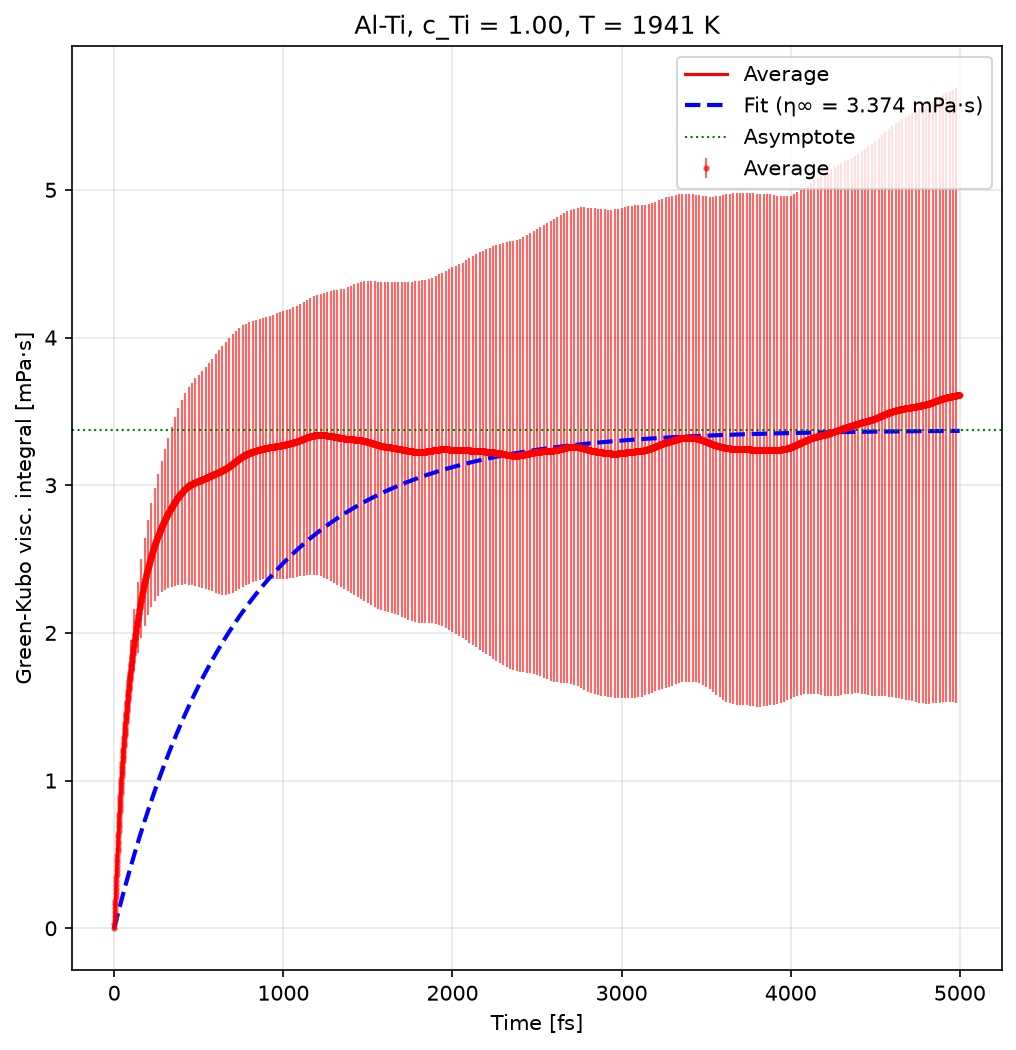 Al-Ti, c_Ti = 1.00, T = 1941 K
Average
Fit (η∞ = 3.374 mPa·s)
Asymptote
Average
Green-Kubo visc. integral [mPa·s]
5
4
3
2
1
0
0 1000 2000 3000 4000 5000
Time [fs]